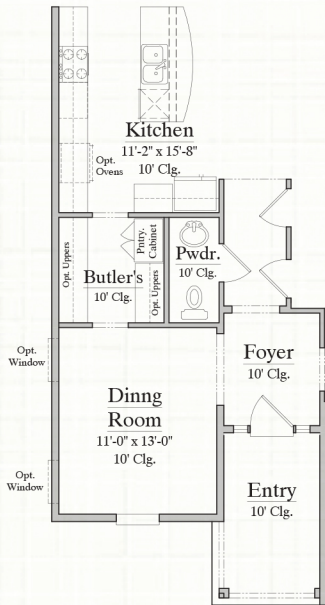 Kitchen
11'-2" x 15'-8"
10' Clg.
Opt.
Ovens
Opt. Uppers
Pntry.
Cabinet
Butler's
10' Clg.
Opt. Uppers
Pwdr.
10' Clg.
Opt.
Window
Foyer
10' Clg.
Dinng
Room
11'-0" x 13'-0"
10' Clg.
Opt.
Window
Entry
10' Clg.